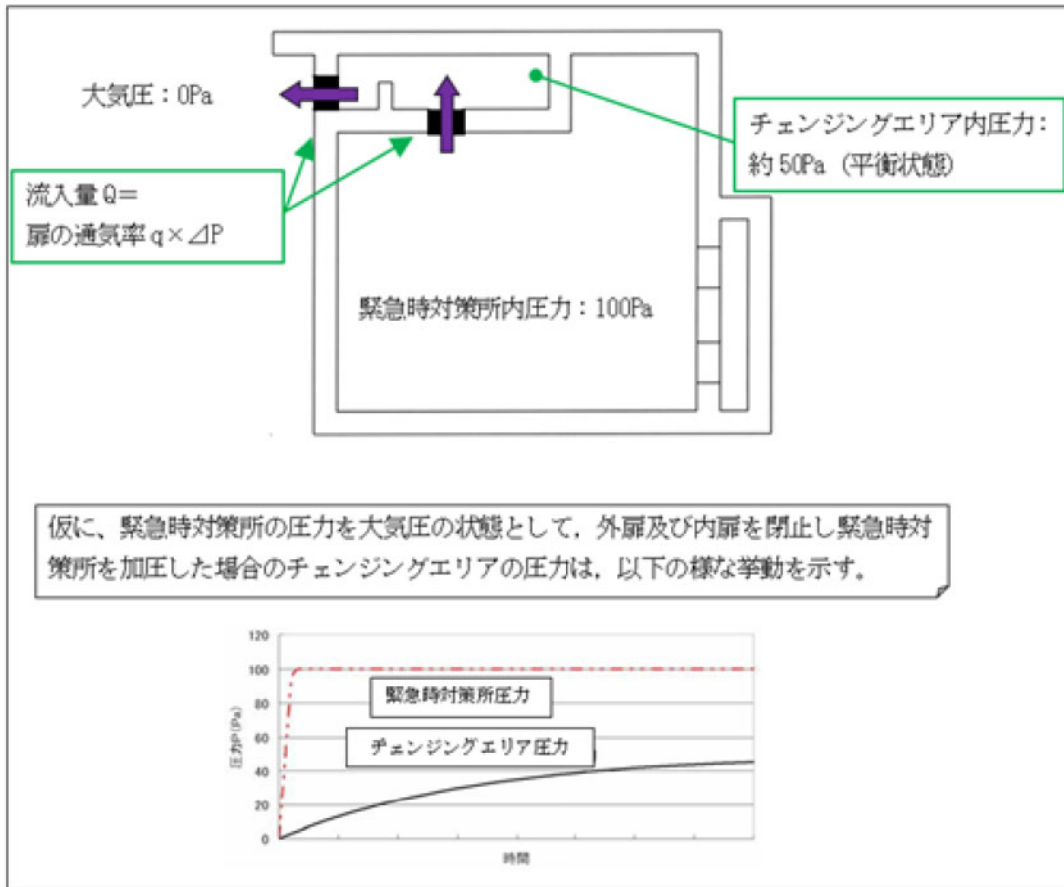 大気圧：0Pa
チェンジングエリア内圧力：
約50Pa（平衡状態）
流入量Q＝
扉の通気率q×⊿P
緊急時対策所内圧力：100Pa
仮に、緊急時対策所の圧力を大気圧の状態として，外扉及び内扉を閉止し緊急時対
策所を加圧した場合のチェンジングエリアの圧力は，以下の様な挙動を示す。
120
100
80
60
40
20
0
圧力P(Pa)
緊急時対策所圧力
チェンジングエリア圧力
時間